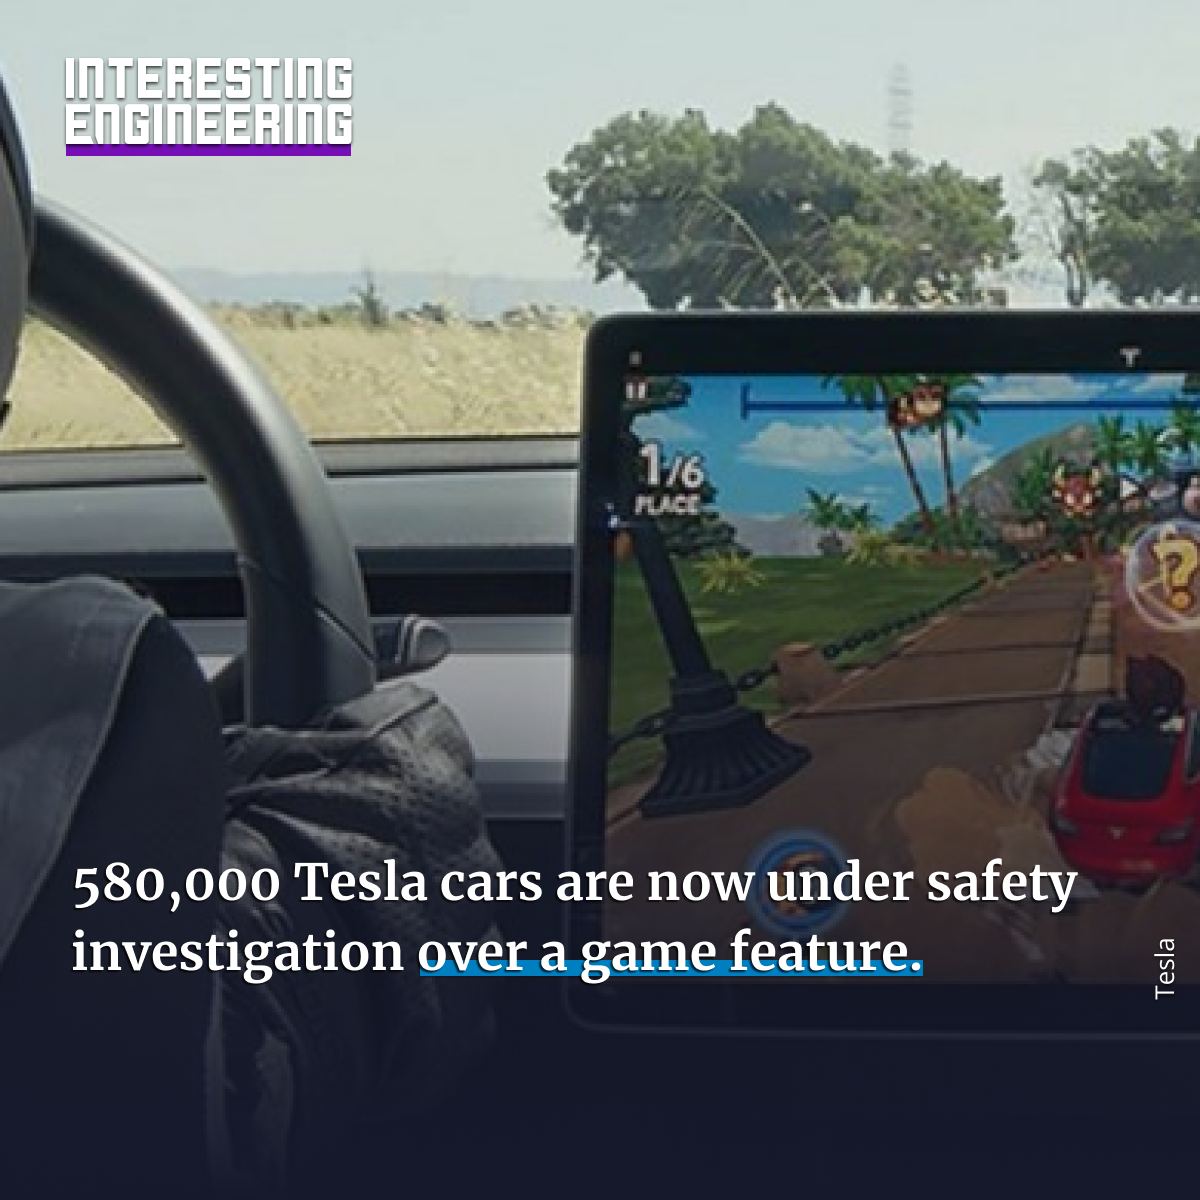 INTERESTING
ENGINEERING
1/6
PLACE
?
580,000 Tesla cars are now under safety
investigation over a game feature.
Tesla